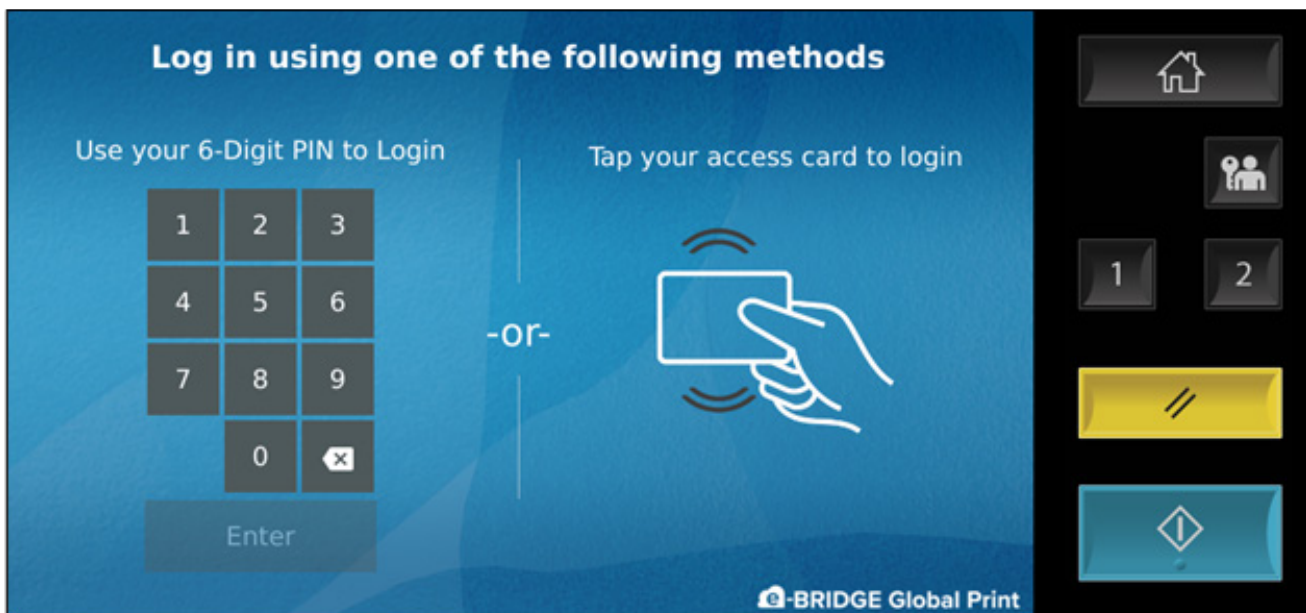 Log in using one of the following methods
Use your 6-Digit PIN to Login
1 2 3
4 5 6
7 8 9
0
Enter
-or-
Tap your access card to login
e-BRIDGE Global Print
1 2